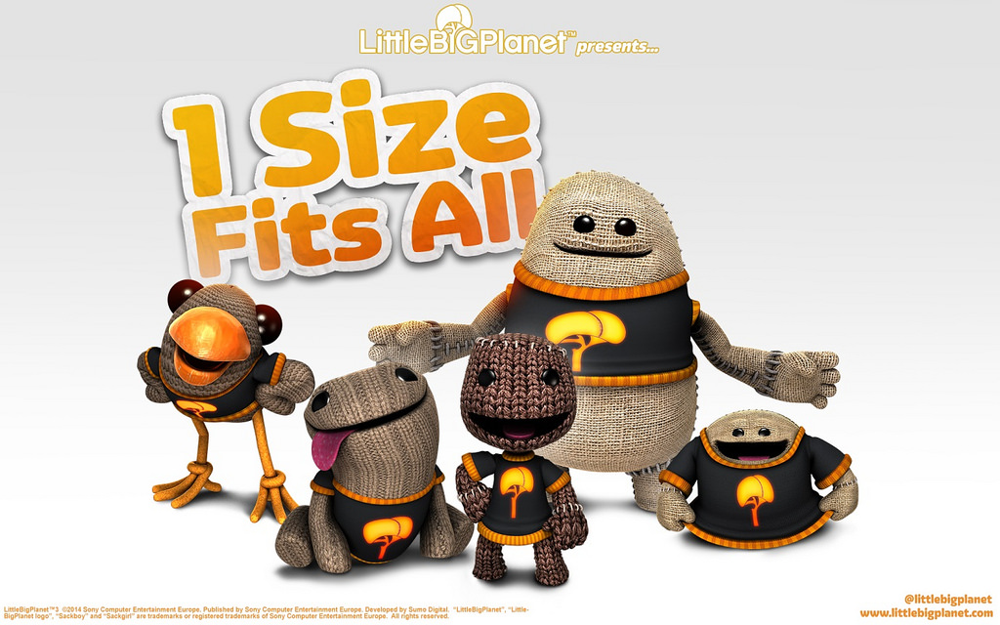 LittleBIGPlanet™ presents...
1 Size
Fits All
@littlebigplanet
www.littlebigplanet.com
LittleBigPlanet™3 ©2014 Sony Computer Entertainment Europe. Published by Sony Computer Entertainment Europe. Developed by Sumo Digital. “LittleBigPlanet”, “Little-
BigPlanet logo”, “Sackboy” and “Sackgirl” are trademarks or registered trademarks of Sony Computer Entertainment Europe. All rights reserved.